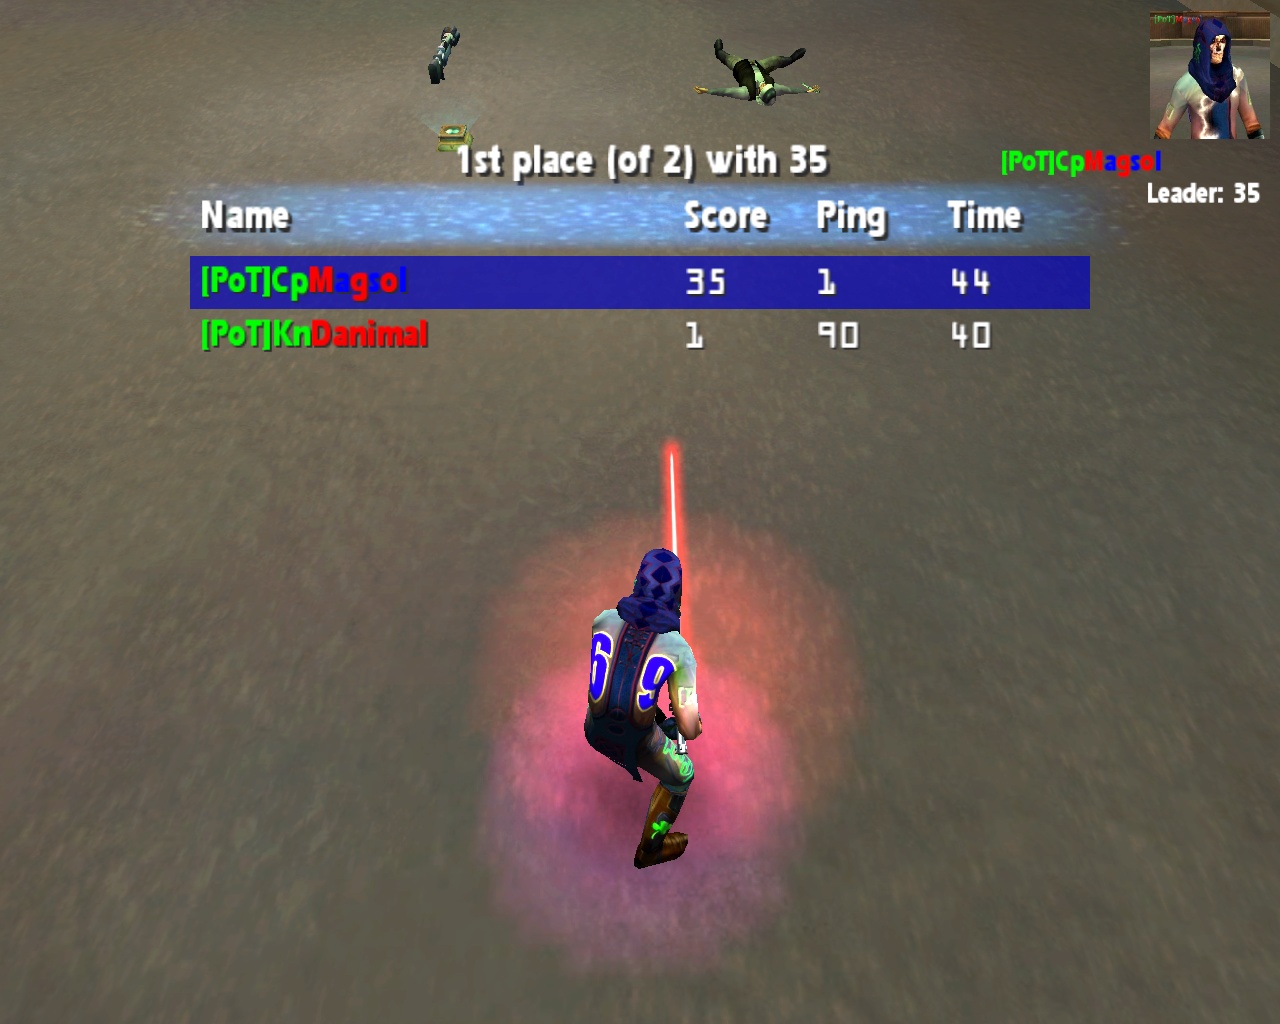 1st place (of 2) with 35
[PoT]CpMagsol
Leader: 35
Name Score Ping Time
[PoT]CpMagsol 35 1 44
[PoT]KnDanimal 1 90 40
69